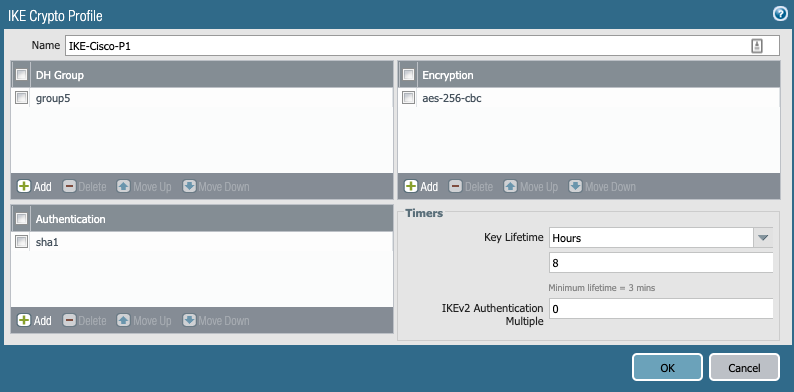 IKE Crypto Profile
Name IKE-Cisco-P1
DH Group
group5
Add Delete Move Up Move Down
Encryption
aes-256-cbc
Add Delete Move Up Move Down
Authentication
sha1
Add Delete Move Up Move Down
Timers
Key Lifetime Hours
8
Minimum lifetime = 3 mins
IKEv2 Authentication 0
Multiple
OK Cancel